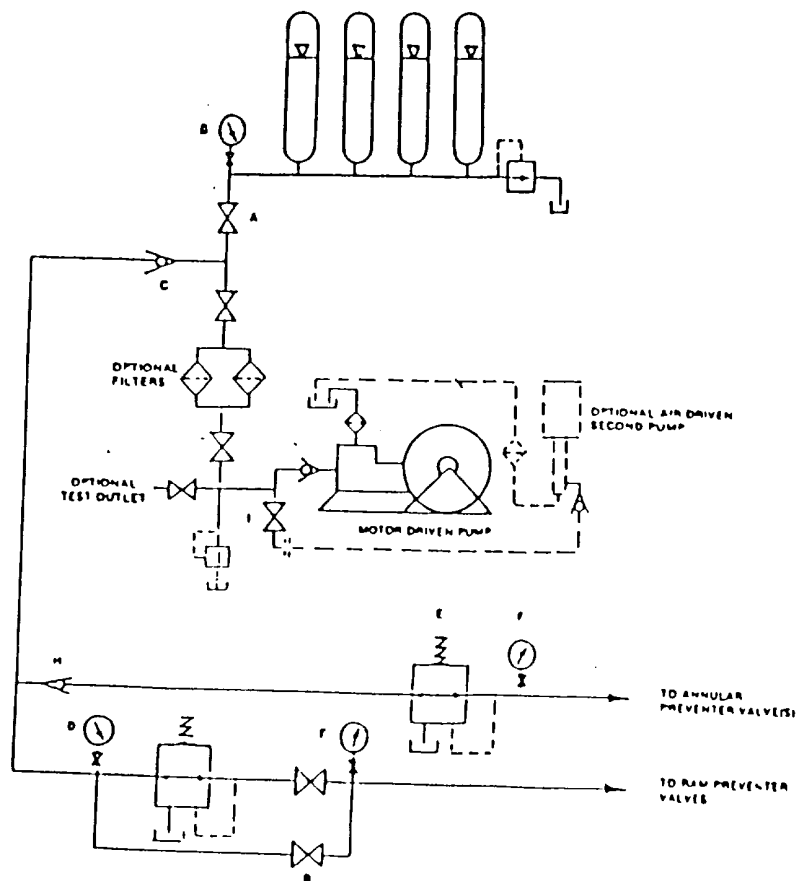 B
A
C
OPTIONAL
FILTERS
OPTIONAL AIR DRIVEN
SECOND PUMP
OPTIONAL
TEST OUTLET
I
MOTOR DRIVEN PUMP
E
F
H
TO ANNULAR
PREVENTER VALVE(S)
D
F
TO RAM PREVENTER
VALVES